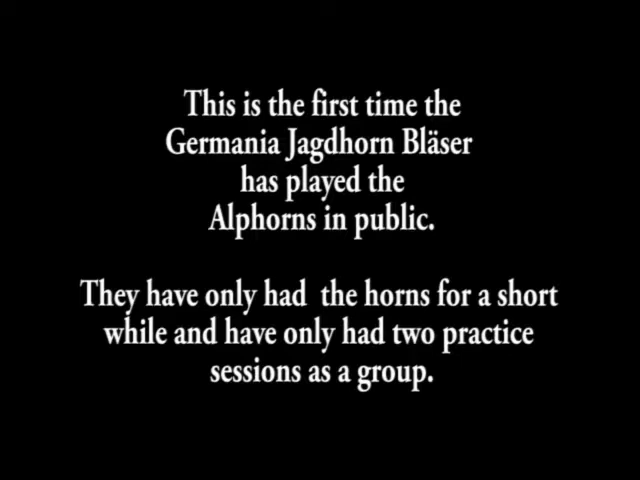 This is the first time the
Germania Jagdhorn Bläser
has played the
Alphorns in public.
They have only had the horns for a short
while and have only had two practice
sessions as a group.